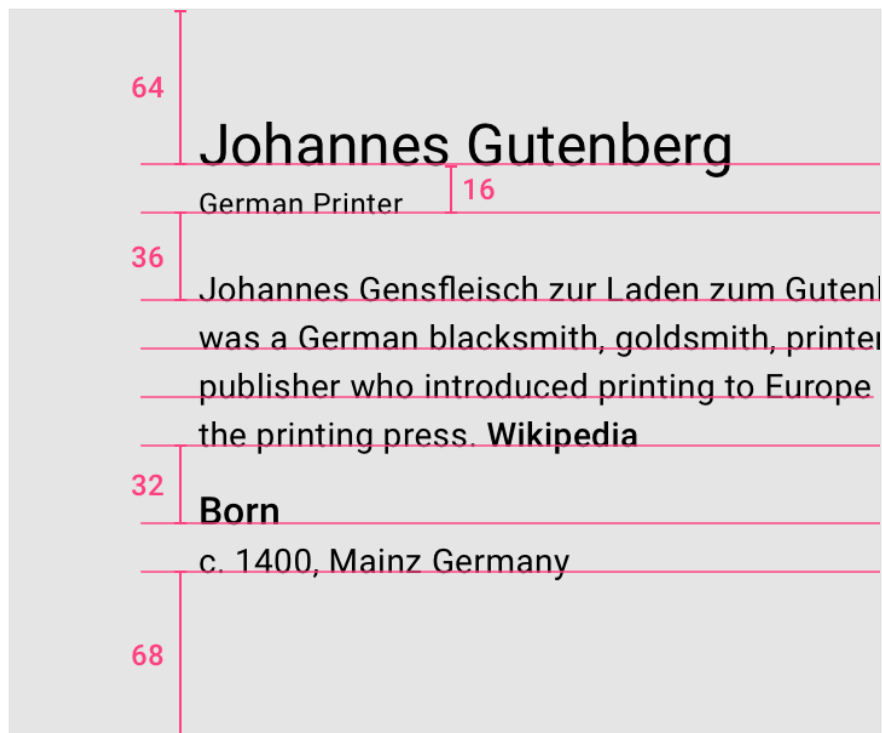 64
Johannes Gutenberg
16
German Printer
36
Johannes Gensfleisch zur Laden zum
was a German blacksmith, goldsmith, printer
publisher who introduced printing to Europe
the printing press. Wikipedia
32
Born
c. 1400, Mainz Germany
68